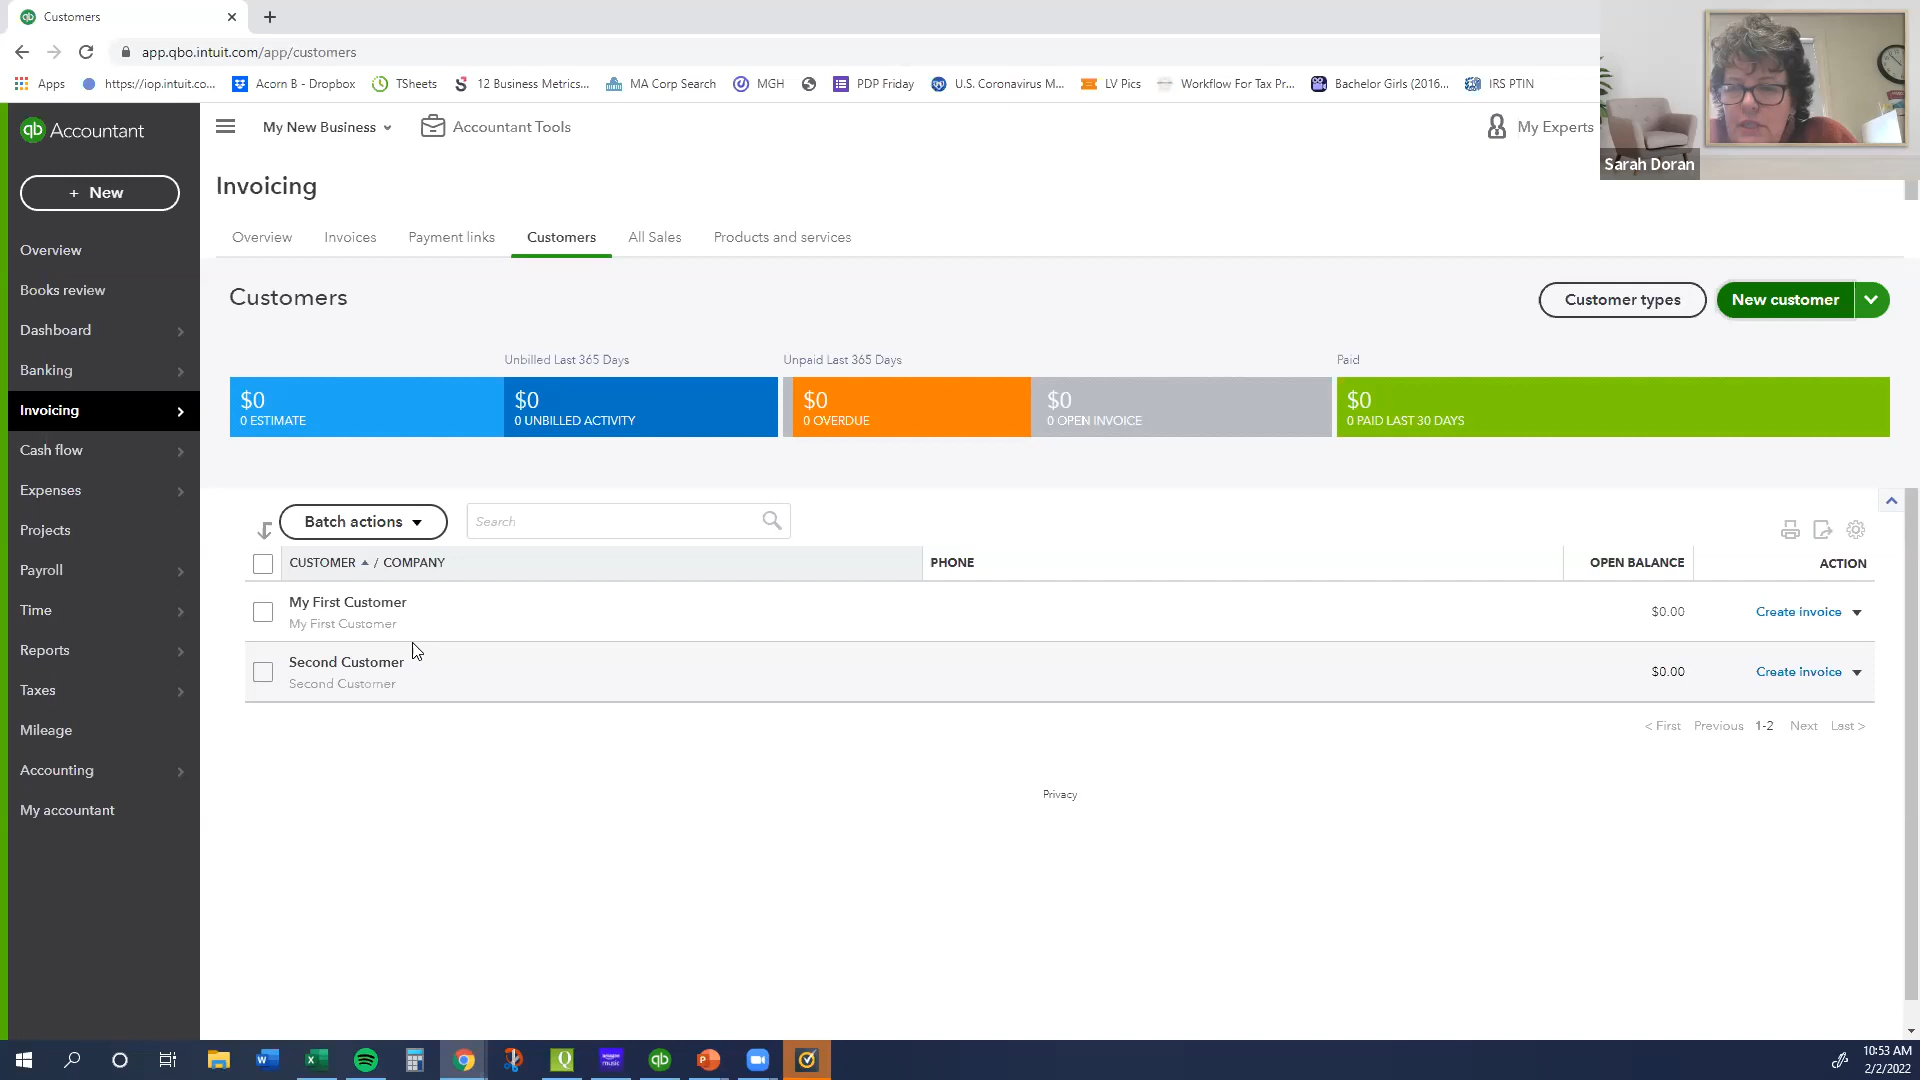 Customers
app.qbo.intuit.com/app/customers
Apps
https://iop.intuit.co...
Acorn B - Dropbox
TSheets
12 Business Metrics...
MA Corp Search
MGH
PDP Friday
U.S. Coronavirus M...
LV Pics
Workflow For Tax Pr...
Bachelor Girls (2016...
IRS PTIN
qb Accountant
My New Business
Accountant Tools
My Experts
Sarah Doran
+ New
Overview
Books review
Dashboard
Banking
Invoicing
Cash flow
Expenses
Projects
Payroll
Time
Reports
Taxes
Mileage
Accounting
My accountant
Invoicing
Overview
Invoices
Payment links
Customers
All Sales
Products and services
Customers
Customer types
New customer
Unbilled Last 365 Days
Unpaid Last 365 Days
Paid
$0
0 ESTIMATE
$0
0 UNBILLED ACTIVITY
$0
0 OVERDUE
$0
0 OPEN INVOICE
$0
0 PAID LAST 30 DAYS
Batch actions
Search
CUSTOMER / COMPANY
PHONE
OPEN BALANCE
ACTION
My First Customer
My First Customer
$0.00
Create invoice
Second Customer
Second Customer
$0.00
Create invoice
< First Previous 1-2 Next Last >
Privacy
10:53 AM
2/2/2022